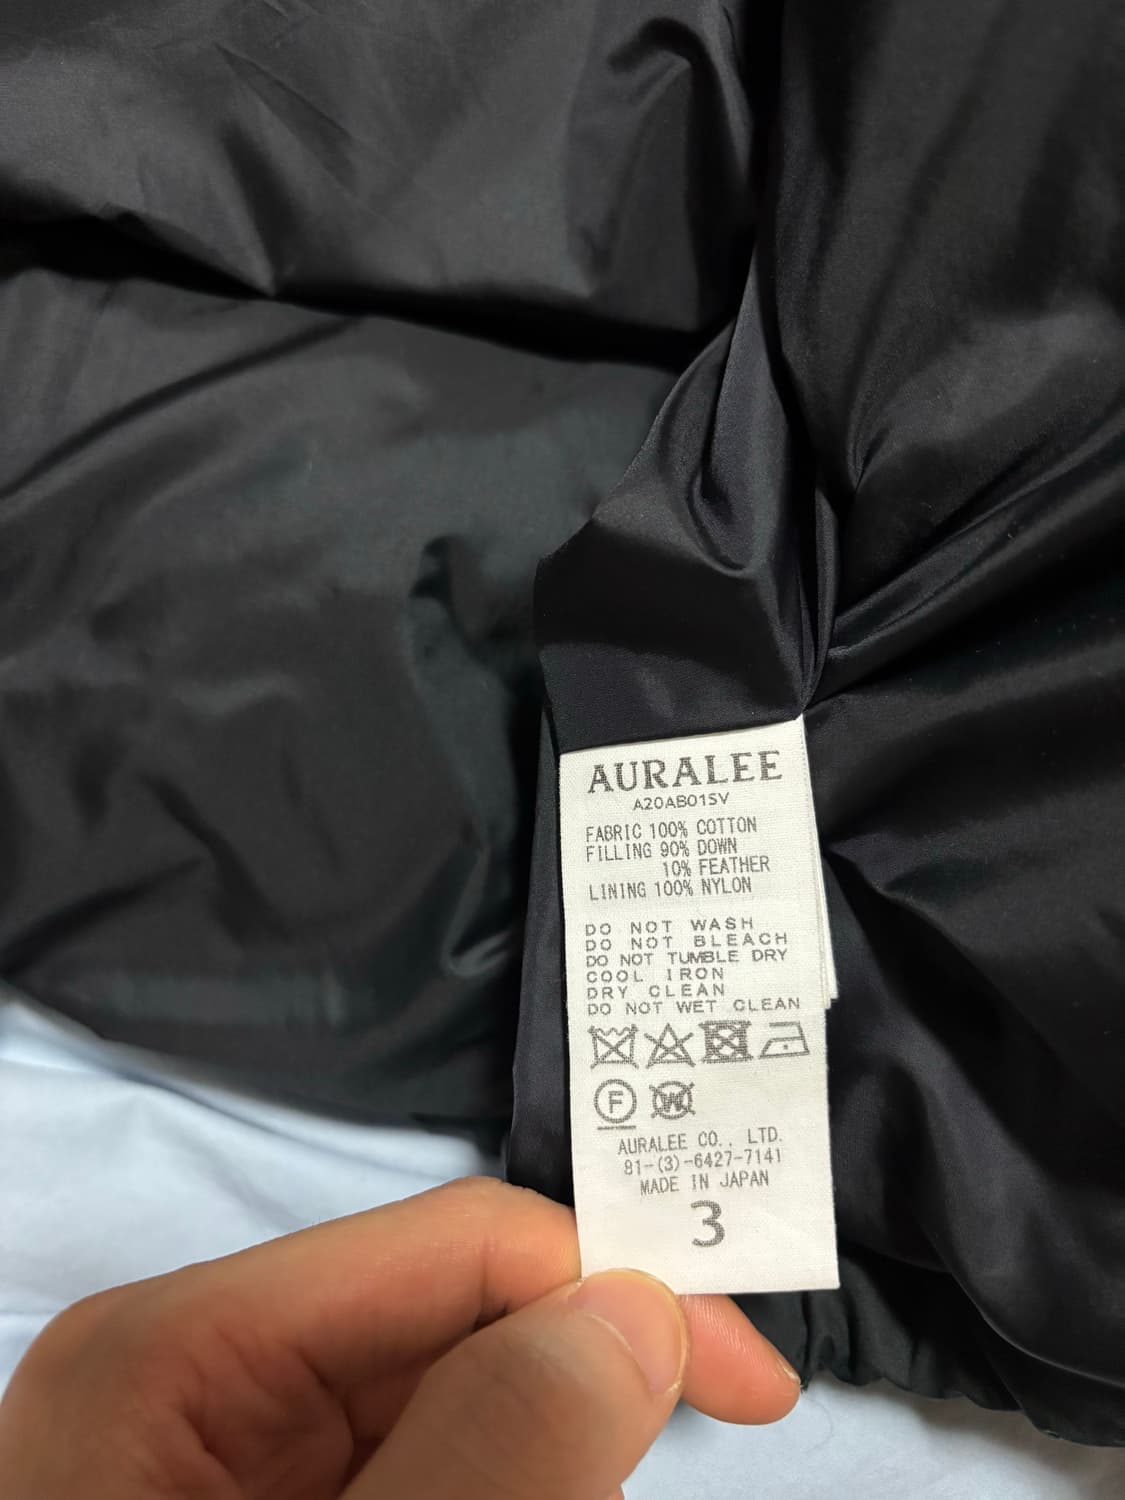 AURALEE
A20AB01SV
FABRIC 100% COTTON
FILLING 90% DOWN
10% FEATHER
LINING 100% NYLON
DO NOT WASH
DO NOT BLEACH
DO NOT TUMBLE DRY
COOL IRON
DRY CLEAN
DO NOT WET CLEAN
F W
AURALEE CO., LTD.
81-(3)-6427-7141
MADE IN JAPAN
3